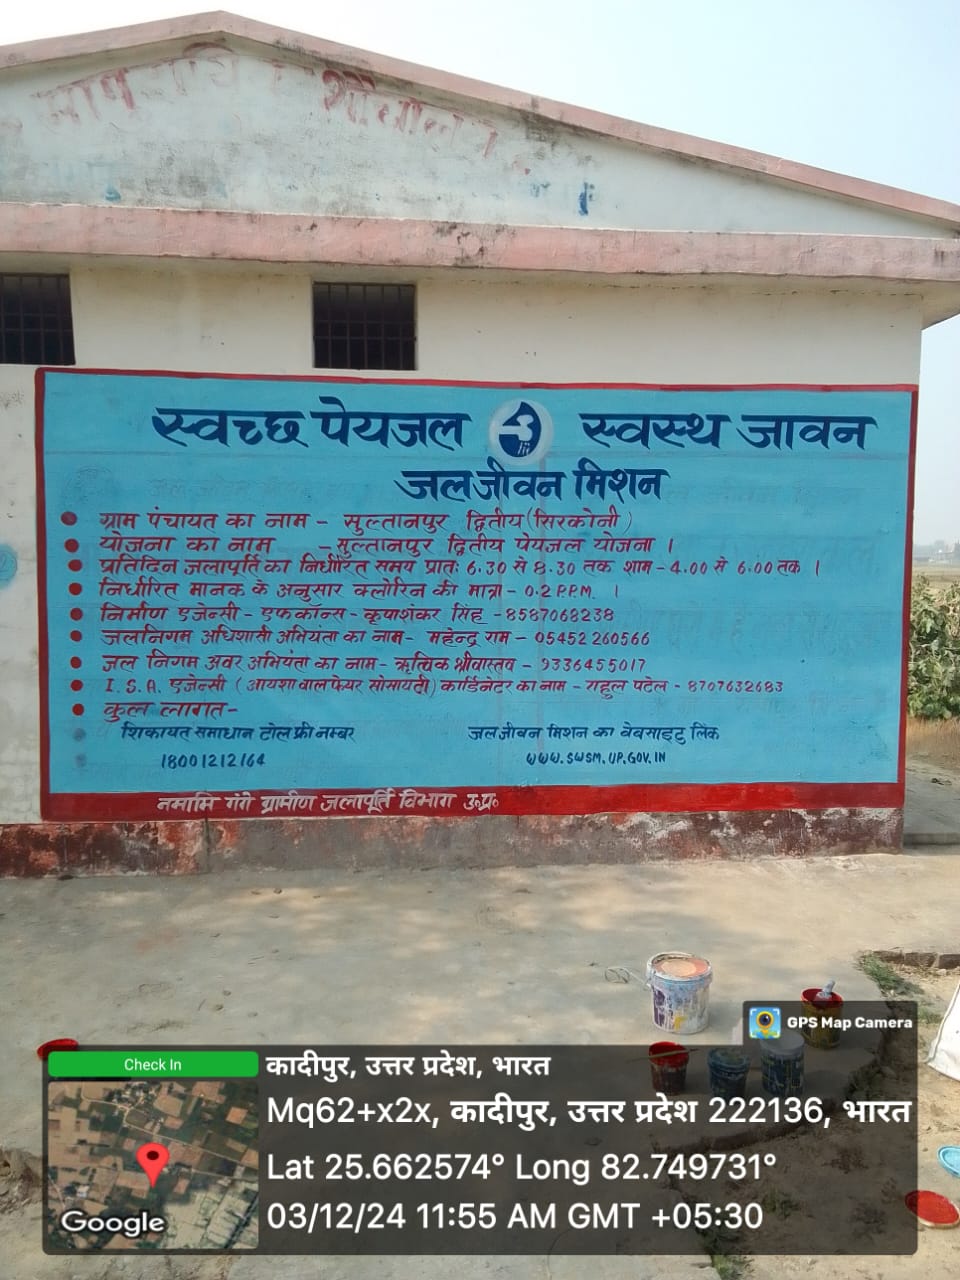 स्वच्छ पेयजल स्वस्थ जावन
जल जीवन मिशन
ग्राम पंचायत का नाम - सुल्तानपुर द्वितीय (सिरकोनी)
योजना का नाम - सुल्तानपुर द्वितीय पेयजल योजना ।
प्रतिदिन जलापूर्ति का निर्धारित समय प्रातः 6.30 से 8.30 तक शाम - 4.00 से 6.00 तक ।
निर्धारित मानक के अनुसार क्लोरिन की मात्रा - 0.2 P.P.M. ।
निर्माण एजेन्सी - एफकॉन्स - कृपाशंकर सिंह - 8587068238
जलनिगम अधिशासी अभियंता का नाम - महेन्द्र राम - 05452 260566
जल निगम अवर अभियंता का नाम - ऋत्विक श्रीवास्तव - 9336455017
I.S.A. एजेन्सी (आयशा वालफेयर सोसायटी) कार्डिनेटर का नाम - राहुल पटेल - 8707632683
कुल लागत -
शिकायत समाधान टोल फ्री नम्बर जल जीवन मिशन का वेबसाइट लिंक
18001212164 WWW.SWSM.UP.GOV.IN
नमामि गंगे ग्रामीण जलापूर्ति विभाग उ०प्र०
GPS Map Camera
Check In
कादीपुर, उत्तर प्रदेश, भारत
Mq62+x2x, कादीपुर, उत्तर प्रदेश 222136, भारत
Lat 25.662574° Long 82.749731°
03/12/24 11:55 AM GMT +05:30
Google